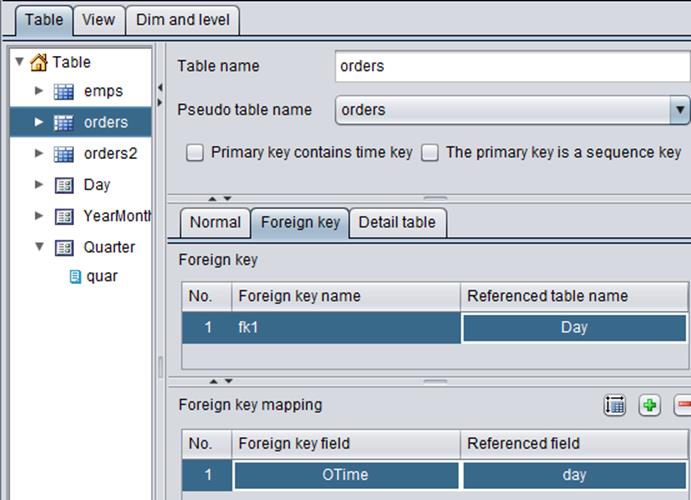 Table View Dim and level
Table
emps
orders
orders2
Day
YearMonth
Quarter
quar
Table name orders
Pseudo table name orders
Primary key contains time key The primary key is a sequence key
Normal Foreign key Detail table
Foreign key
No. Foreign key name Referenced table name
1 fk1 Day
Foreign key mapping
No. Foreign key field Referenced field
1 OTime day